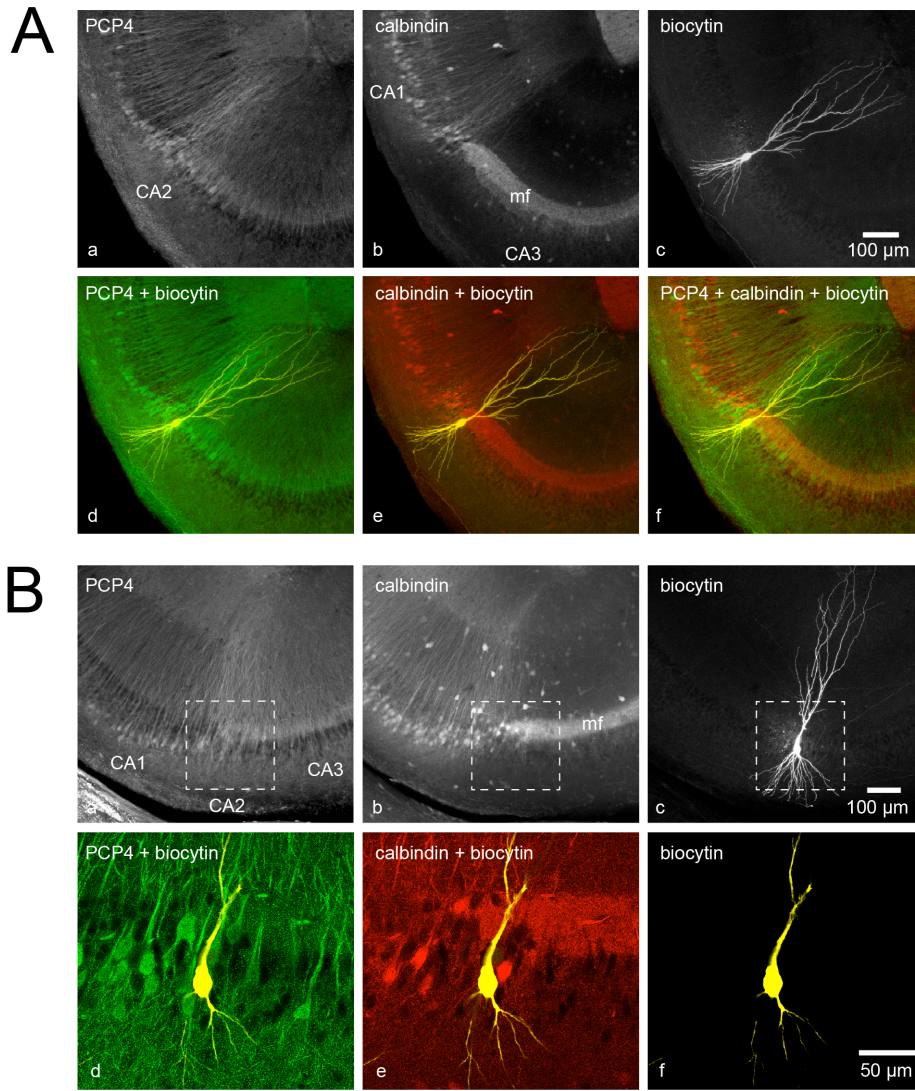 A
PCP4
CA2
a
calbindin
CA1
mf
CA3
b
biocytin
100 µm
c
PCP4 + biocytin
d
calbindin + biocytin
e
PCP4 + calbindin + biocytin
f
B
PCP4
CA1
CA3
CA2
a
calbindin
mf
b
biocytin
100 µm
c
PCP4 + biocytin
d
calbindin + biocytin
e
biocytin
50 µm
f